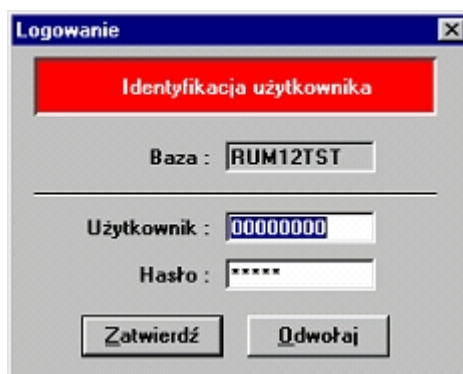 Logowanie
Identyfikacja użytkownika
Baza : RUM12TST
Użytkownik : 00000000
Hasło : *****
Zatwierdź Odwołaj